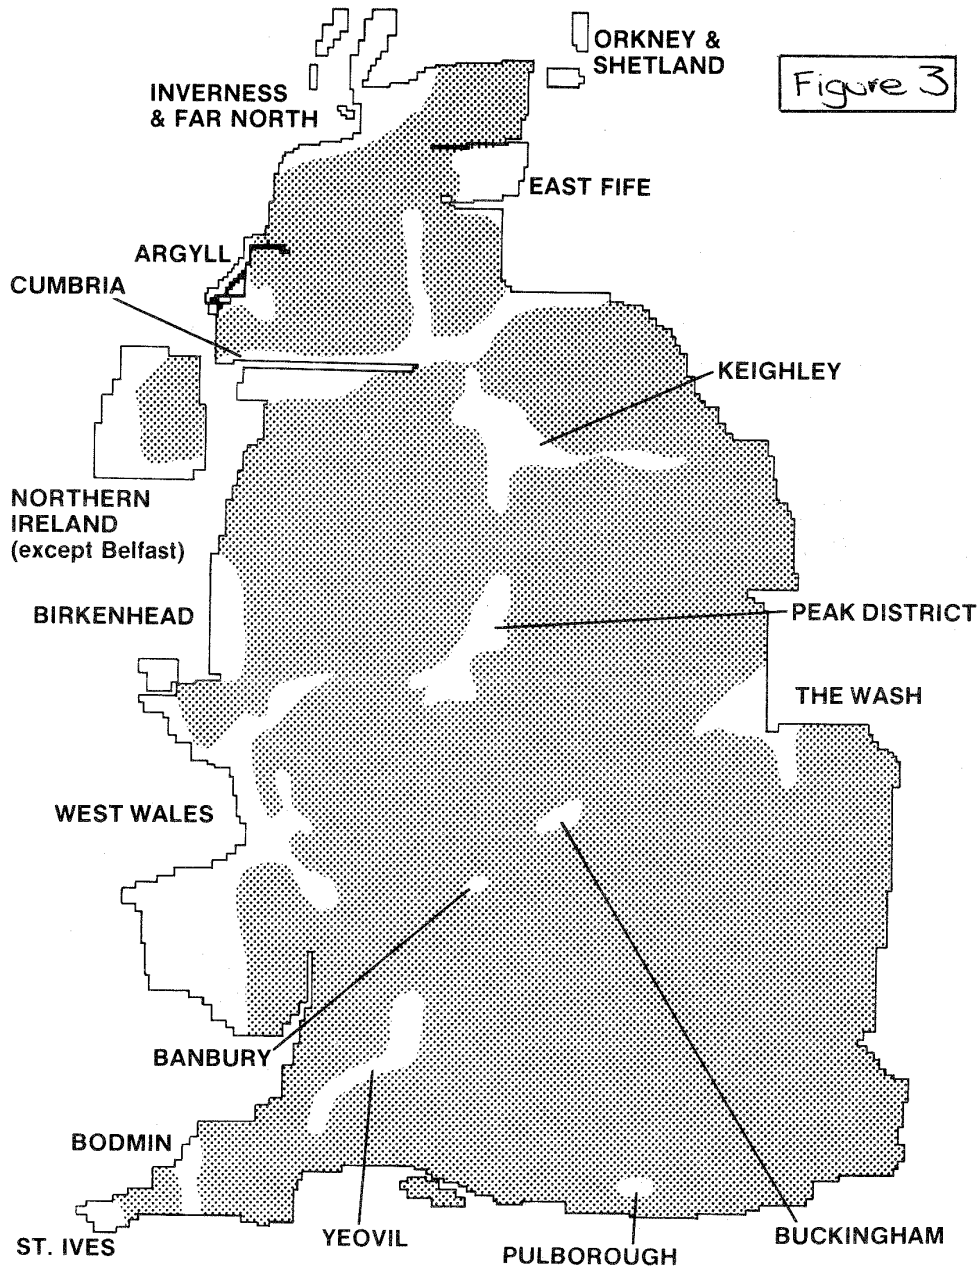 ORKNEY &
SHETLAND
Figure 3
INVERNESS
& FAR NORTH
EAST FIFE
ARGYLL
CUMBRIA
KEIGHLEY
NORTHERN
IRELAND
(except Belfast)
BIRKENHEAD
PEAK DISTRICT
THE WASH
WEST WALES
BANBURY
BODMIN
ST. IVES
YEOVIL
PULBOROUGH
BUCKINGHAM